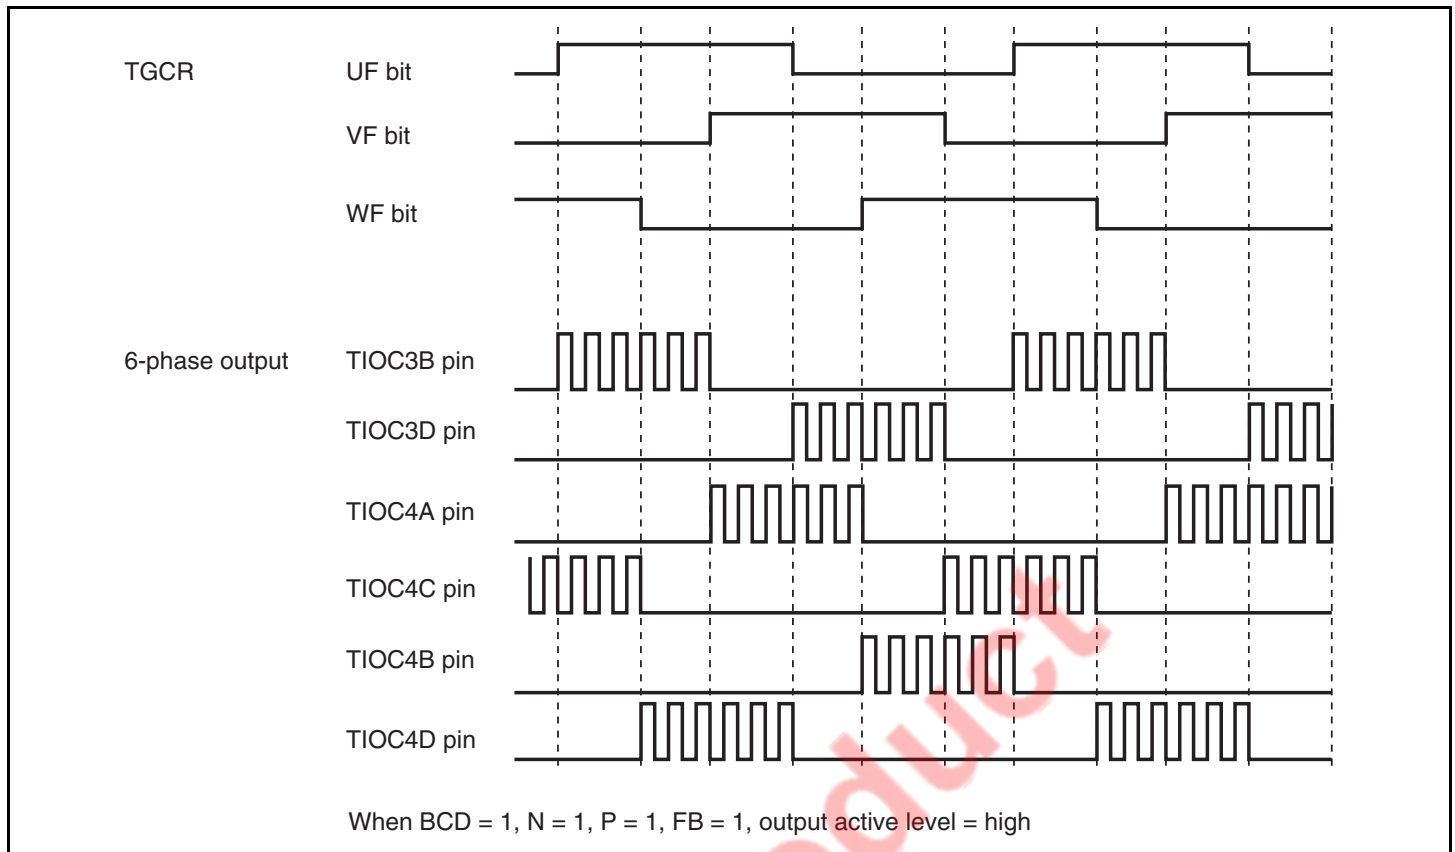 TGCR UF bit
VF bit
WF bit
6-phase output TIOC3B pin
TIOC3D pin
TIOC4A pin
TIOC4C pin
TIOC4B pin
TIOC4D pin
When BCD = 1, N = 1, P = 1, FB = 1, output active level = high